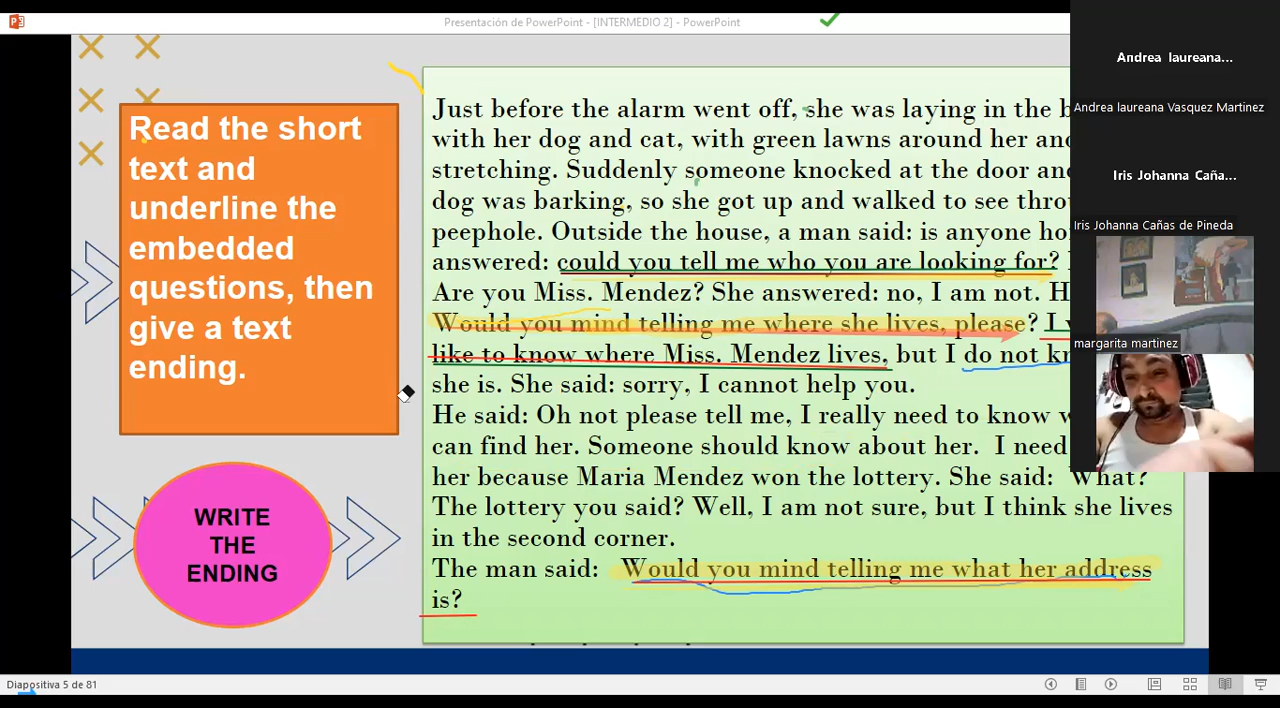 Presentación de PowerPoint - [INTERMEDIO 2] - PowerPoint
Read the short
text and
underline the
embedded
questions, then
give a text
ending.
WRITE
THE
ENDING
Just before the alarm went off, she was laying in the
with her dog and cat, with green lawns around her
stretching. Suddenly someone knocked at the door
dog was barking, so she got up and walked to see
peephole. Outside the house, a man said: is anyone
answered: could you tell me who you are looking for?
Are you Miss. Mendez? She answered: no, I am not.
Would you mind telling me where she lives, please? I
like to know where Miss. Mendez lives, but I do not
she is. She said: sorry, I cannot help you.
He said: Oh not please tell me, I really need to know
can find her. Someone should know about her. I need
her because Maria Mendez won the lottery. She said: What?
The lottery you said? Well, I am not sure, but I think she lives
in the second corner.
The man said: Would you mind telling me what her address
is?
Andrea laureana...
Andrea laureana Vasquez Martinez
Iris Johanna Caña...
Iris Johanna Cañas de Pineda
margarita martinez
Diapositiva 5 de 81